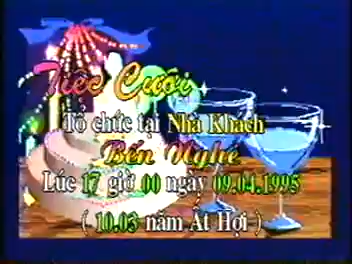 Tiệc Cưới
Tổ chức tại Nhà Khách
Bến Nghé
Lúc 17 giờ 00 ngày 09.04.1995
( 10.03 năm Ất Hợi )